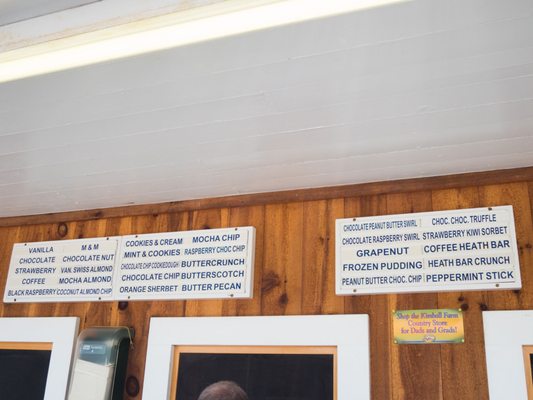 VANILLA
CHOCOLATE
STRAWBERRY
COFFEE
BLACK RASPBERRY
M & M
CHOCOLATE NUT
VAN SWISS ALMOND
MOCHA ALMOND
COCONUT ALMOND CHIP
COOKIES & CREAM
MINT & COOKIES
CHOCOLATE CHIP COOKIEDOUGH
CHOCOLATE CHIP
ORANGE SHERBET
MOCHA CHIP
RASPBERRY CHOC CHIP
BUTTERCRUNCH
BUTTERSCOTCH
BUTTER PECAN
CHOCOLATE PEANUT BUTTER SWIRL
CHOCOLATE RASPBERRY SWIRL
GRAPENUT
FROZEN PUDDING
PEANUT BUTTER CHOC. CHIP
CHOC. CHOC. TRUFFLE
STRAWBERRY KIWI SORBET
COFFEE HEATH BAR
HEATH BAR CRUNCH
PEPPERMINT STICK
Shop the Kimball Farm
Country Store for
Dads and Grads!